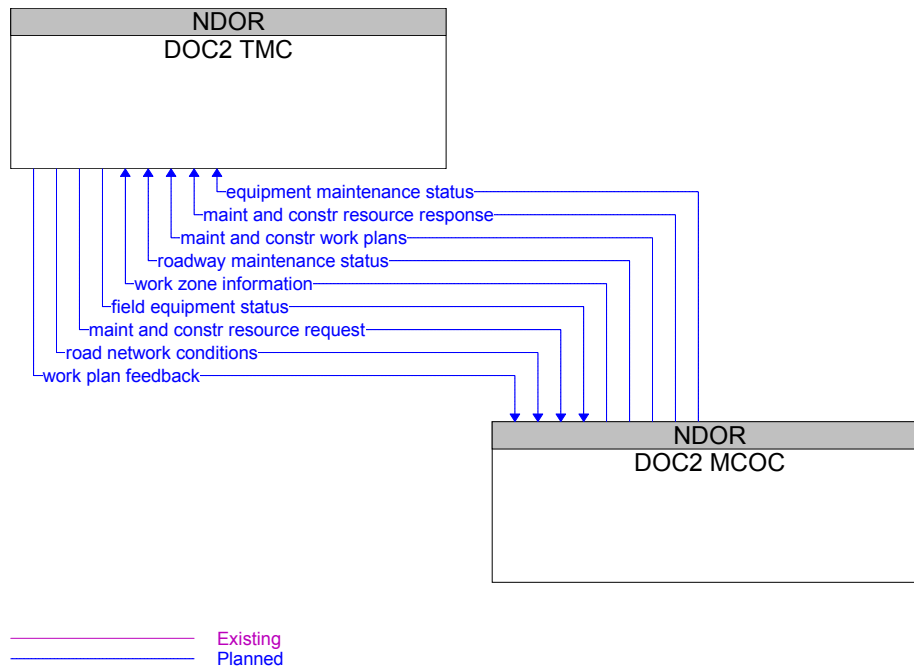 NDOR
DOC2 TMC
equipment maintenance status
maint and constr resource response
maint and constr work plans
roadway maintenance status
work zone information
field equipment status
maint and constr resource request
road network conditions
work plan feedback
NDOR
DOC2 MCOC
Existing
Planned